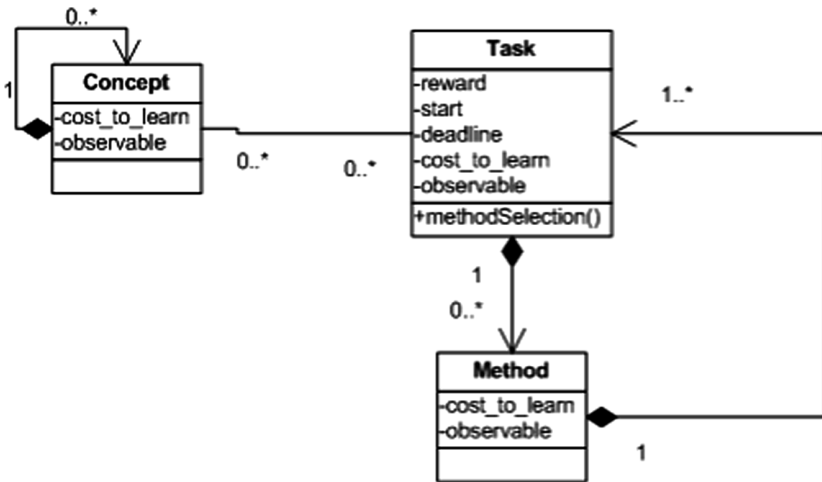 0..*
1
Concept
-cost_to_learn
-observable
0..*
0..*
Task
-reward
-start
-deadline
-cost_to_learn
-observable
+methodSelection()
1..*
1
0..*
Method
-cost_to_learn
-observable
1